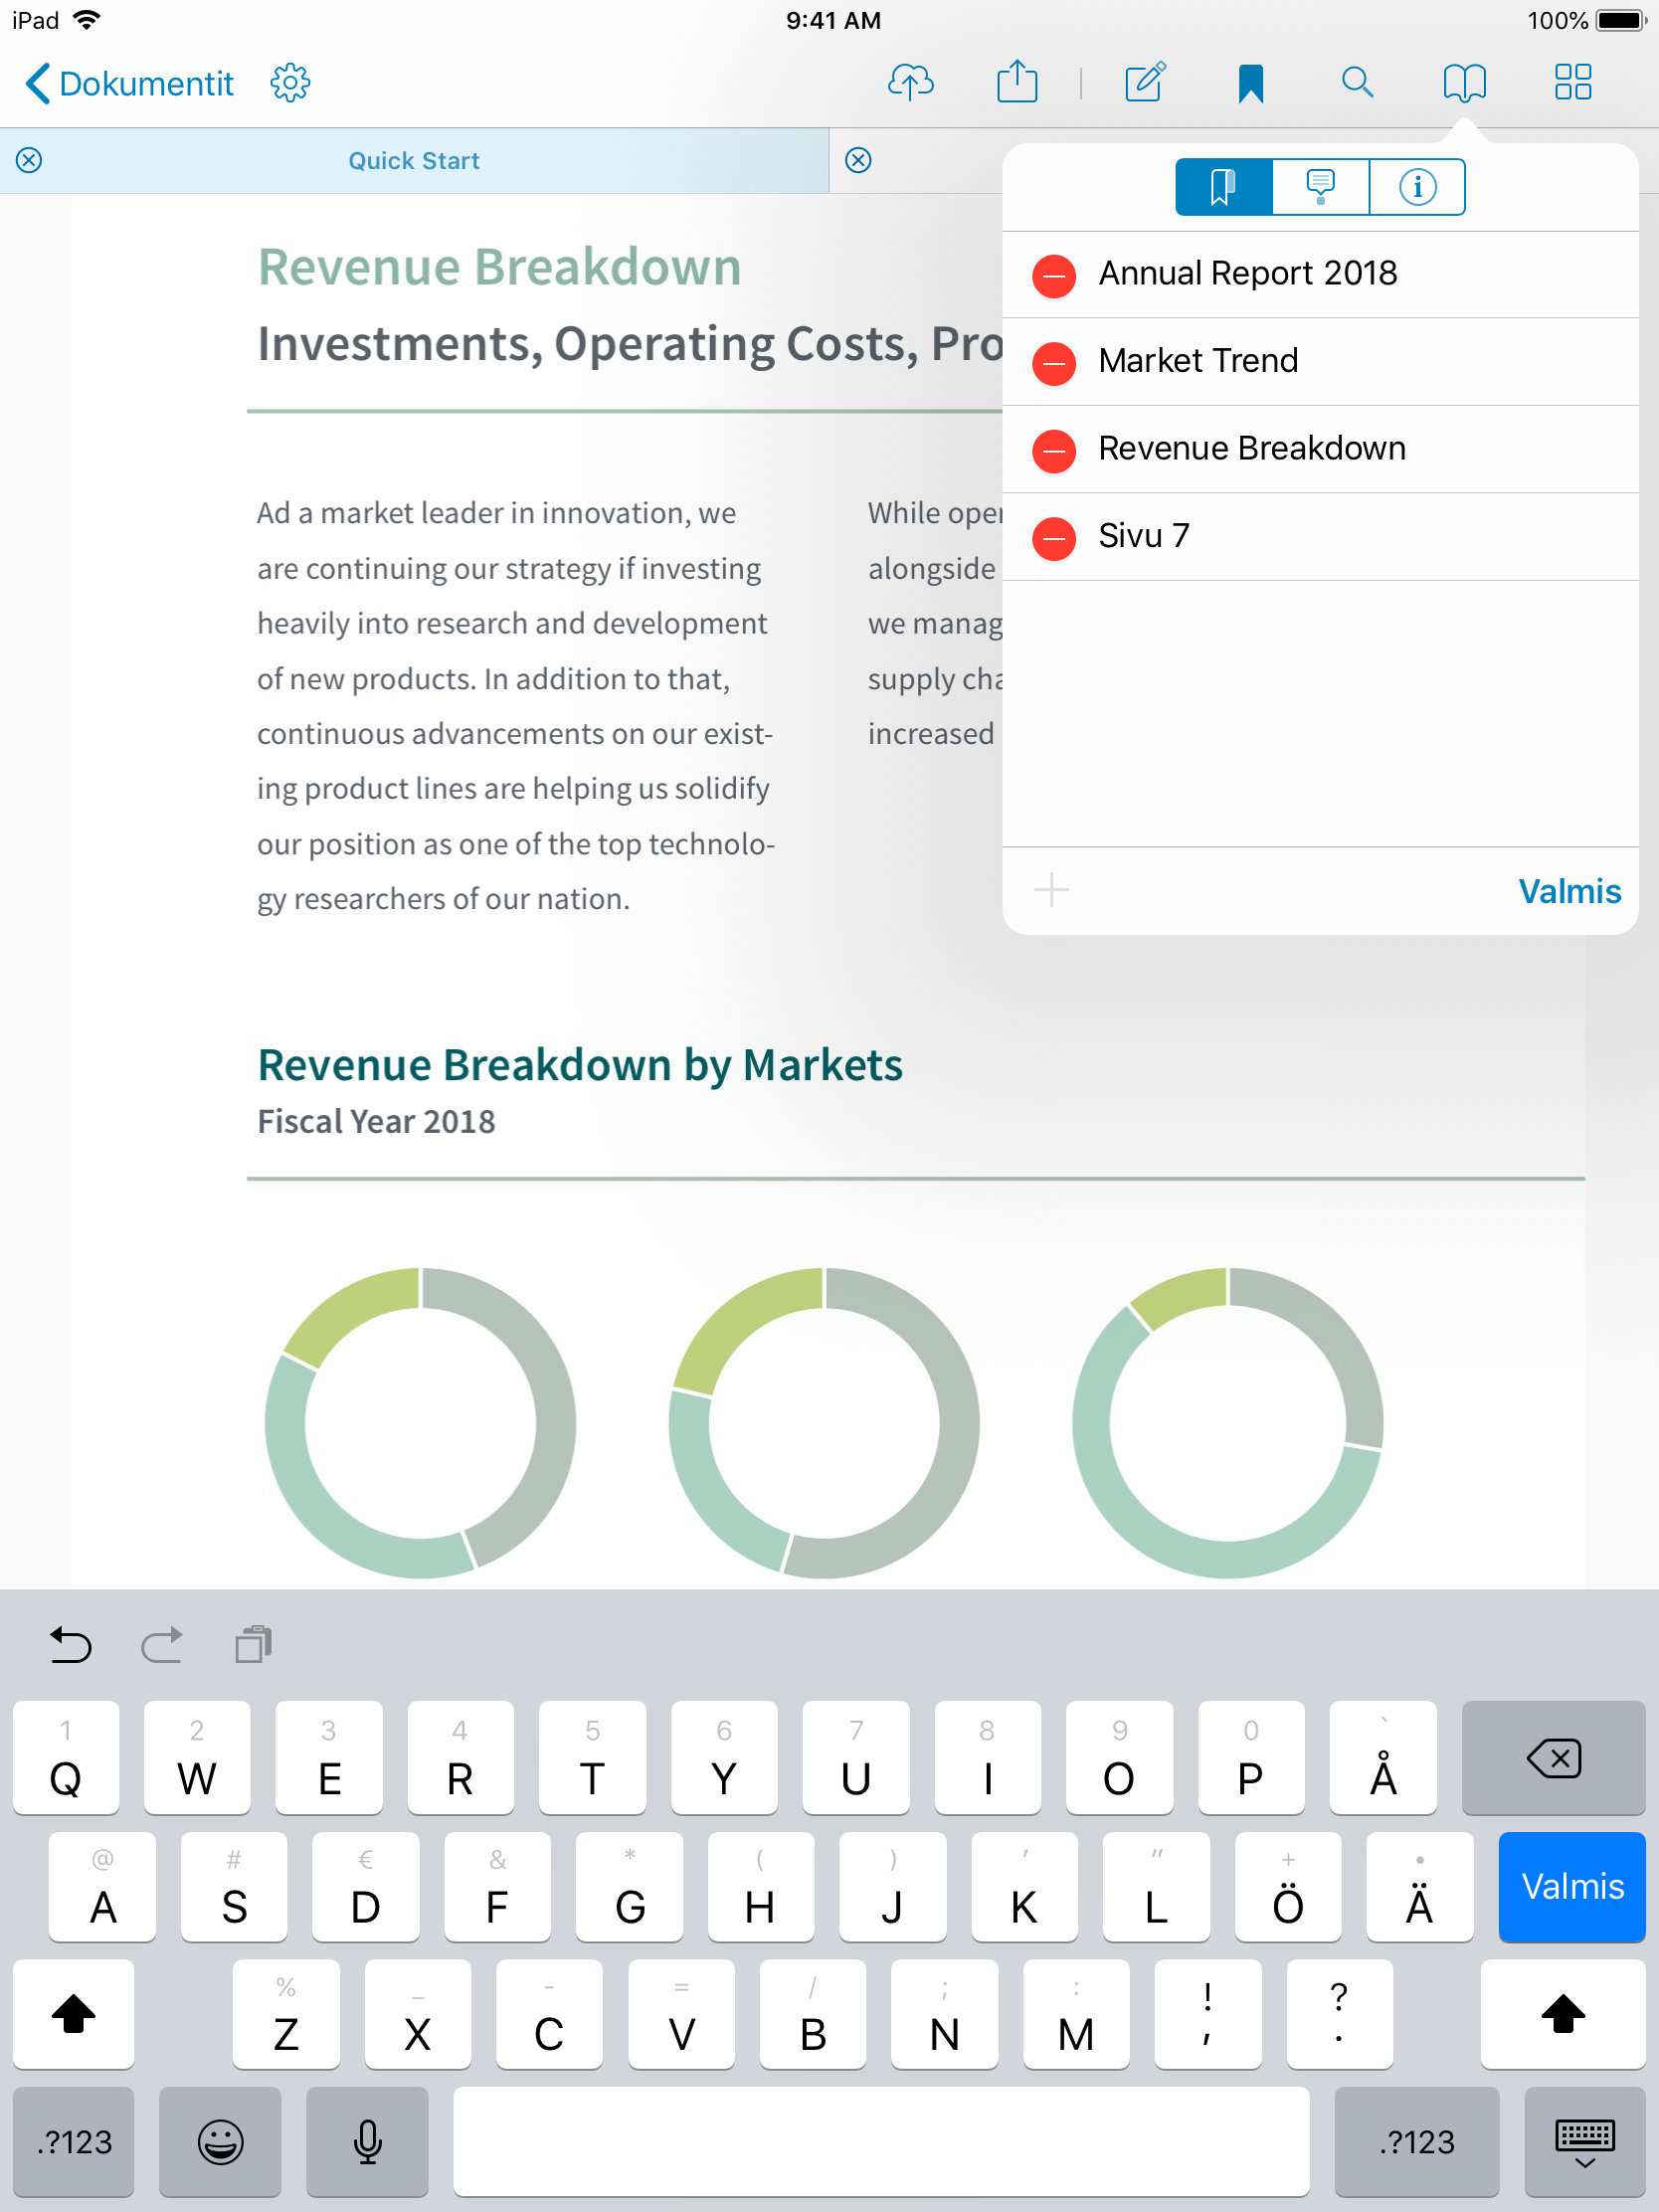 iPad
9:41 AM
100%
Dokumentit
Quick Start
Annual Report 2018
Market Trend
Revenue Breakdown
Sivu 7
Valmis
Revenue Breakdown
Investments, Operating Costs, Pro
Ad a market leader in innovation, we
are continuing our strategy if investing
heavily into research and development
of new products. In addition to that,
continuous advancements on our exist-
ing product lines are helping us solidify
our position as one of the top technolo-
gy researchers of our nation.
While oper
alongside
we manag
supply cha
increased
Revenue Breakdown by Markets
Fiscal Year 2018
1 2 3 4 5 6 7 8 9 0 `
Q W E R T Y U I O P Å
@ # € & * ( ) ' " + •
A S D F G H J K L Ö Ä Valmis
% _ - = / ; : ! ?
Z X C V B N M , .
.?123 .?123